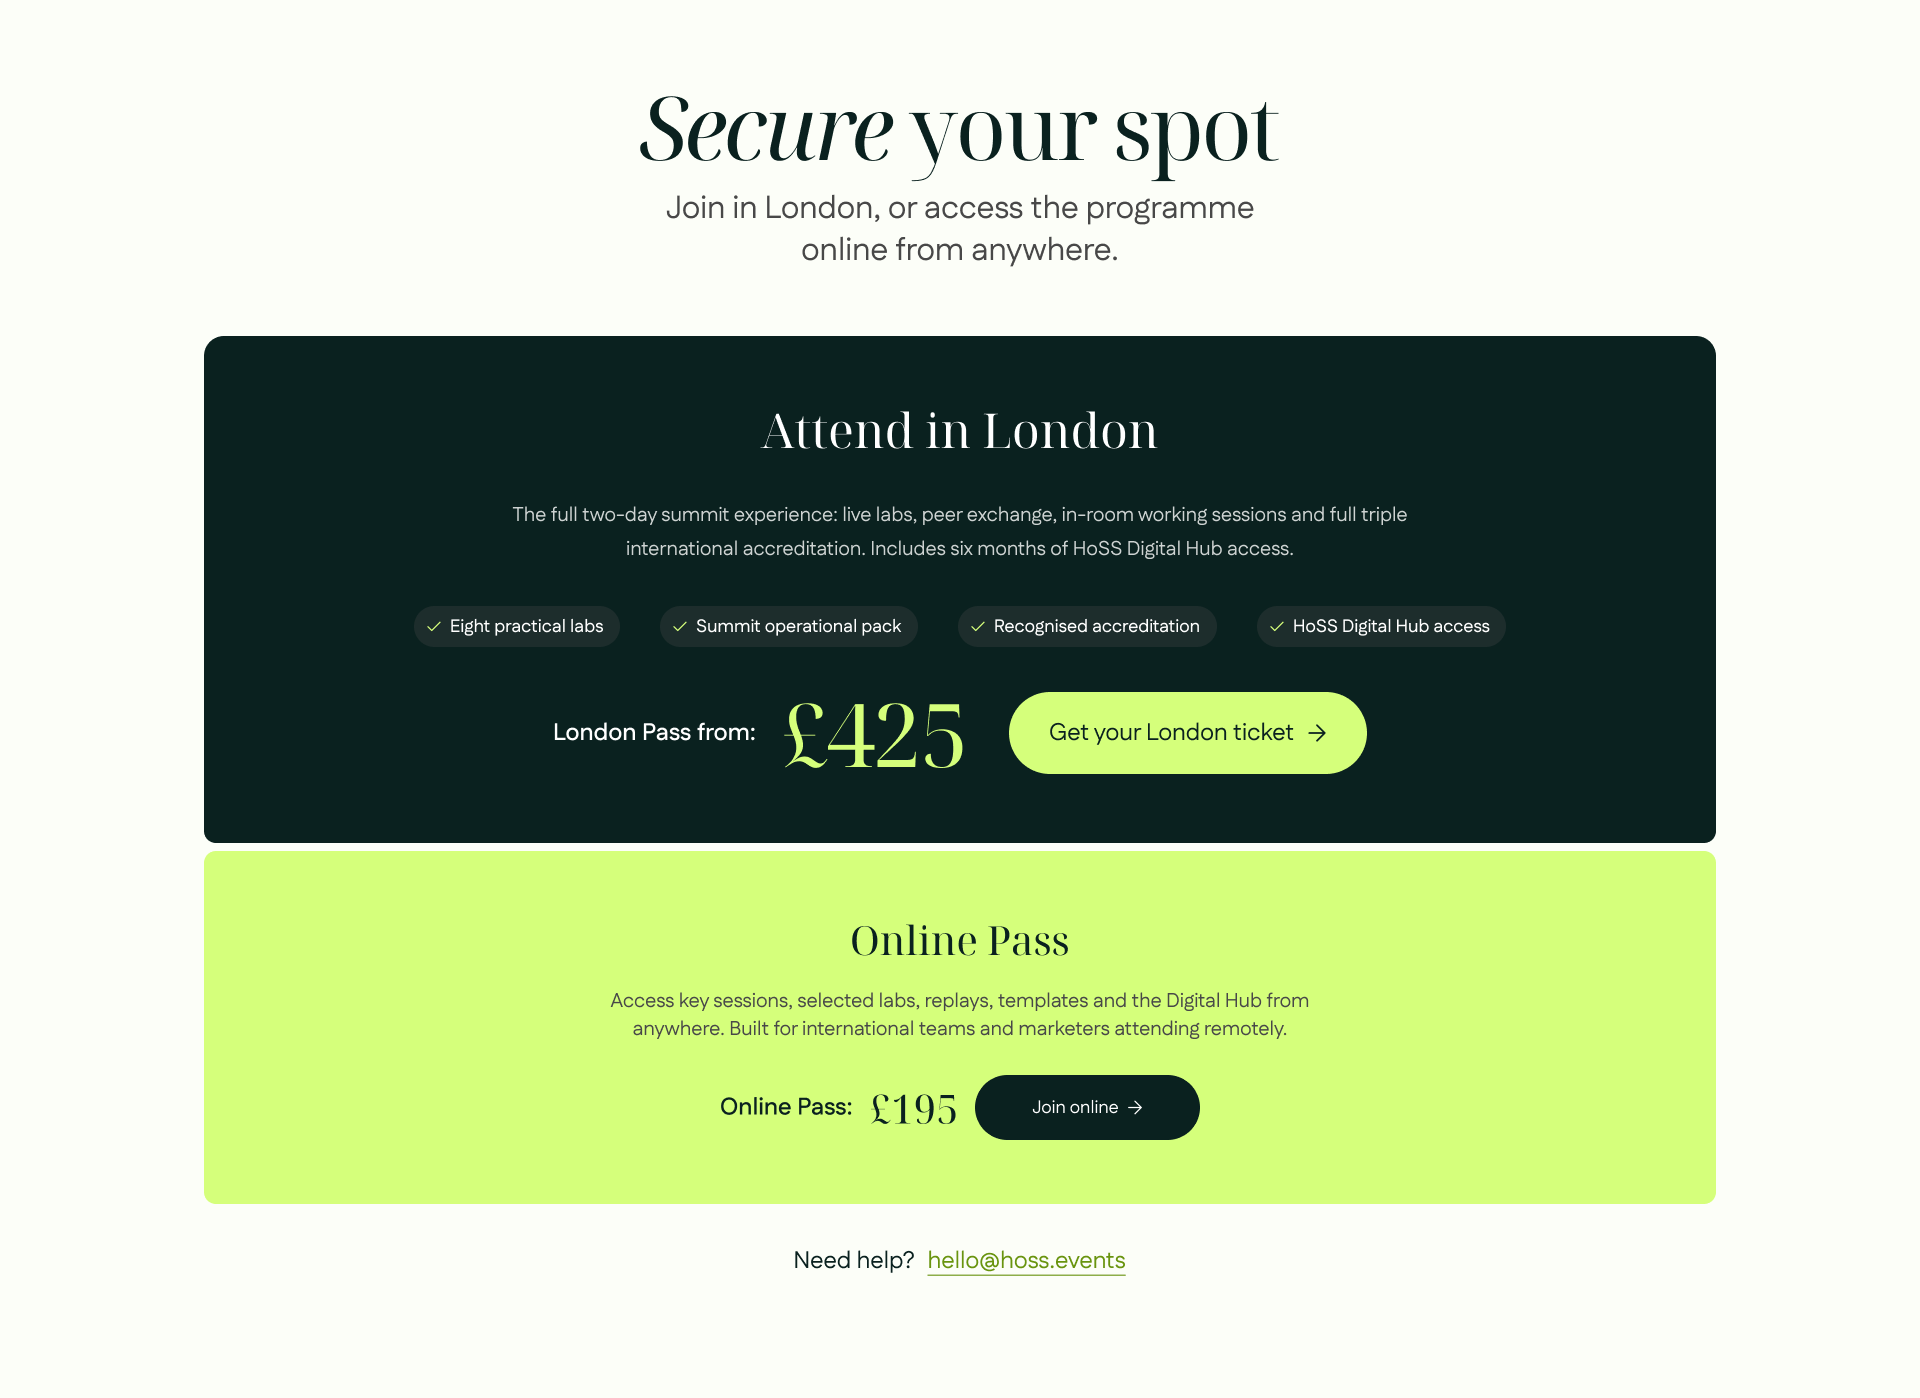 Secure your spot
Join in London, or access the programme
online from anywhere.
Attend in London
The full two-day summit experience: live labs, peer exchange, in-room working sessions and full triple
international accreditation. Includes six months of HoSS Digital Hub access.
Eight practical labs
Summit operational pack
Recognised accreditation
HoSS Digital Hub access
London Pass from: £425 Get your London ticket →
Online Pass
Access key sessions, selected labs, replays, templates and the Digital Hub from
anywhere. Built for international teams and marketers attending remotely.
Online Pass: £195 Join online →
Need help? hello@hoss.events